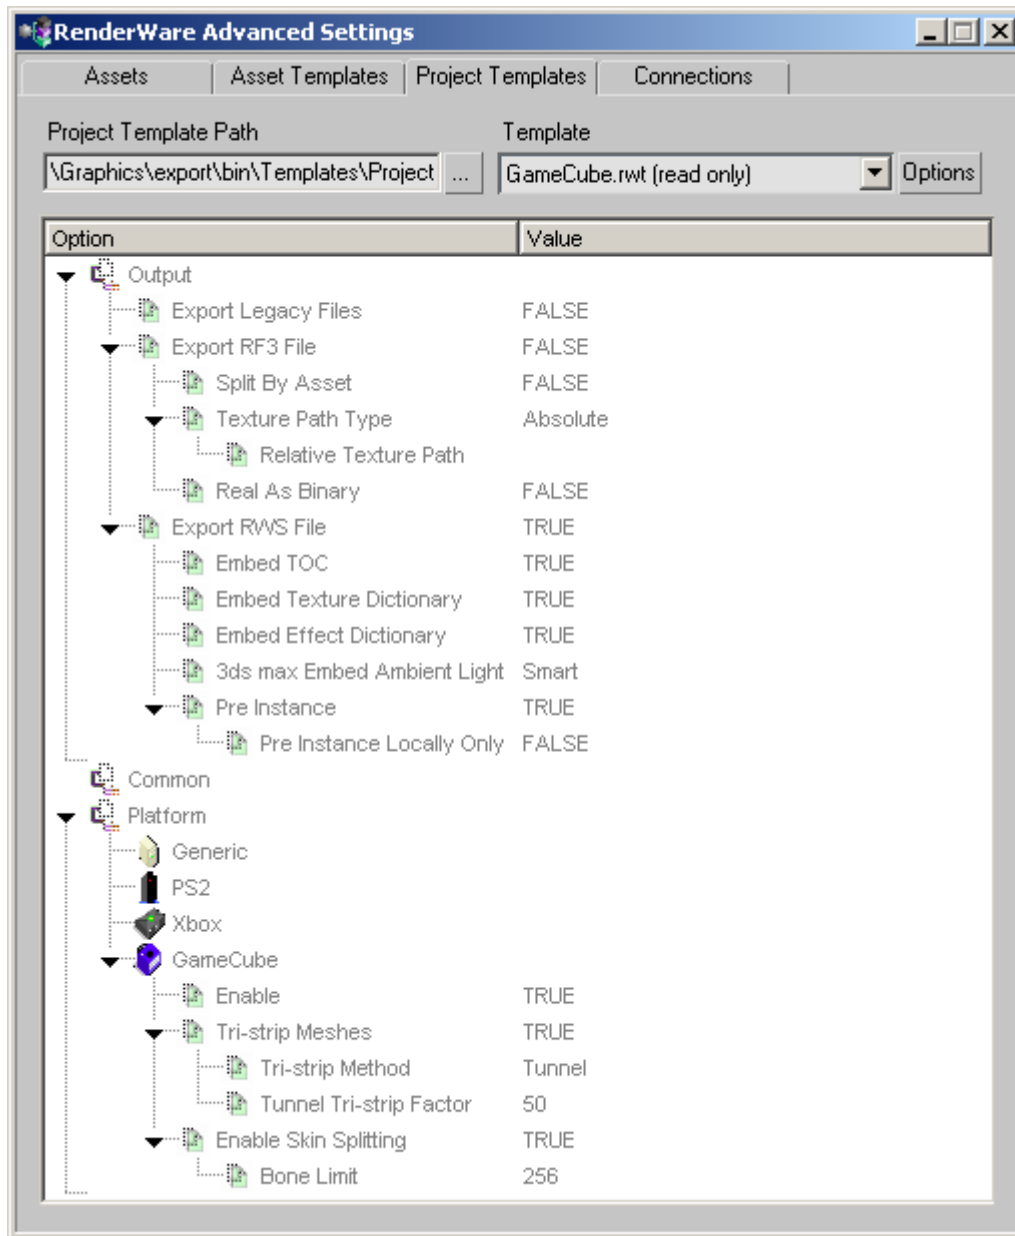 RenderWare Advanced Settings
Assets Asset Templates Project Templates Connections
Project Template Path Template
\Graphics\export\bin\Templates\Project ... GameCube.rwt (read only) Options
Option Value
Output
Export Legacy Files FALSE
Export RF3 File FALSE
Split By Asset FALSE
Texture Path Type Absolute
Relative Texture Path
Real As Binary FALSE
Export RWS File TRUE
Embed TOC TRUE
Embed Texture Dictionary TRUE
Embed Effect Dictionary TRUE
3ds max Embed Ambient Light Smart
Pre Instance TRUE
Pre Instance Locally Only FALSE
Common
Platform
Generic
PS2
Xbox
GameCube
Enable TRUE
Tri-strip Meshes TRUE
Tri-strip Method Tunnel
Tunnel Tri-strip Factor 50
Enable Skin Splitting TRUE
Bone Limit 256